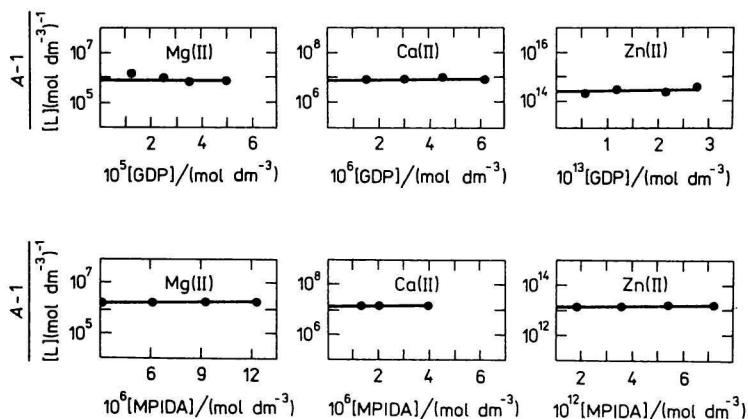 A-1
[L](mol dm⁻³)⁻¹
10⁷
10⁵
Mg(II)
2 4 6
10⁵[GDP]/(mol dm⁻³)
10⁸
10⁶
Ca(II)
2 4 6
10⁶[GDP]/(mol dm⁻³)
10¹⁶
10¹⁴
Zn(II)
1 2 3
10¹³[GDP]/(mol dm⁻³)
A-1
[L](mol dm⁻³)⁻¹
10⁷
10⁵
Mg(II)
6 9 12
10⁶[MPIDA]/(mol dm⁻³)
10⁸
10⁶
Ca(II)
2 4 6
10⁶[MPIDA]/(mol dm⁻³)
10¹⁴
10¹²
Zn(II)
2 4 6
10¹²[MPIDA]/(mol dm⁻³)